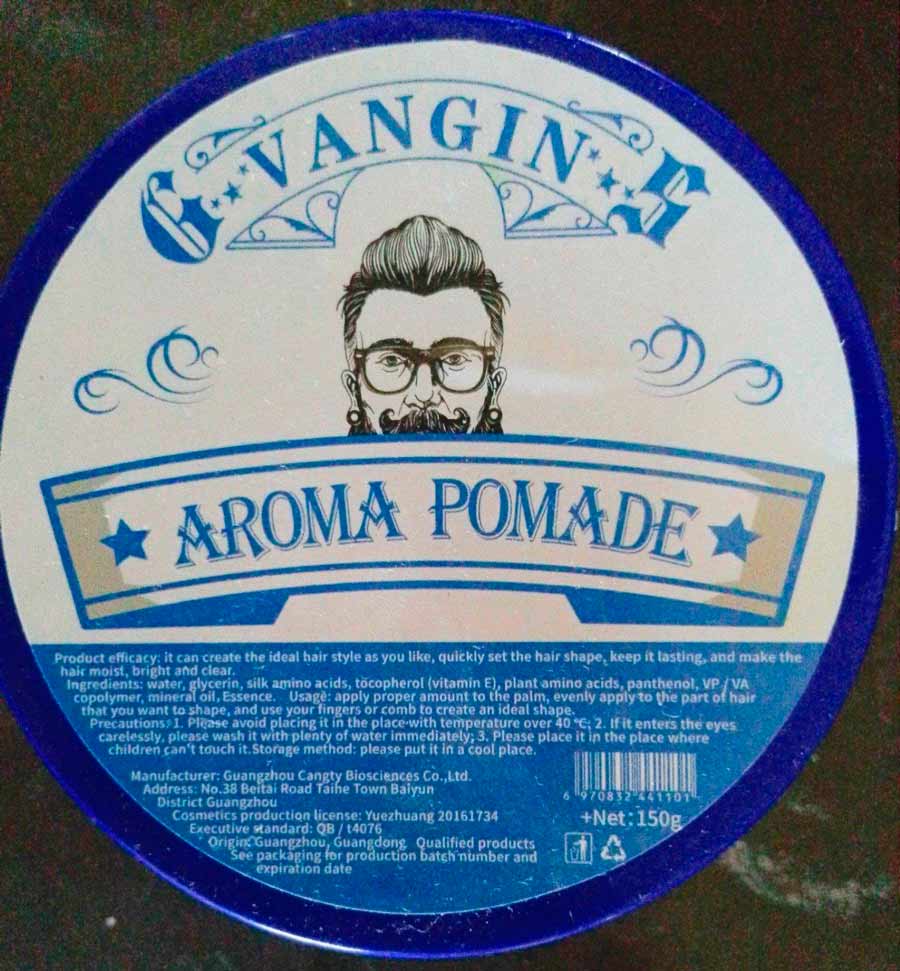 G VANGIN S
AROMA POMADE
Product efficacy: it can create the ideal hair style as you like, quickly set the hair shape, keep it lasting, and make the
hair moist, bright and clear.
Ingredients: water, glycerin, silk amino acids, tocopherol (vitamin E), plant amino acids, panthenol, VP / VA
copolymer, mineral oil, Essence. Usage: apply proper amount to the palm, evenly apply to the part of hair
that you want to shape, and use your fingers or comb to create an ideal shape.
Precautions: 1. Please avoid placing it in the place with temperature over 40 °C; 2. If it enters the eyes
carelessly, please wash it with plenty of water immediately; 3. Please place it in the place where
children can't touch it. Storage method: please put it in a cool place.
Manufacturer: Guangzhou Cangty Biosciences Co.,Ltd.
Address: No.38 Beitai Road Taihe Town Baiyun
District Guangzhou
Cosmetics production license: Yuezhuang 20161734
Executive standard: QB / t4076
Origin: Guangzhou, Guangdong Qualified products
See packaging for production batch number and
expiration date
6 970832 441101
+Net: 150g